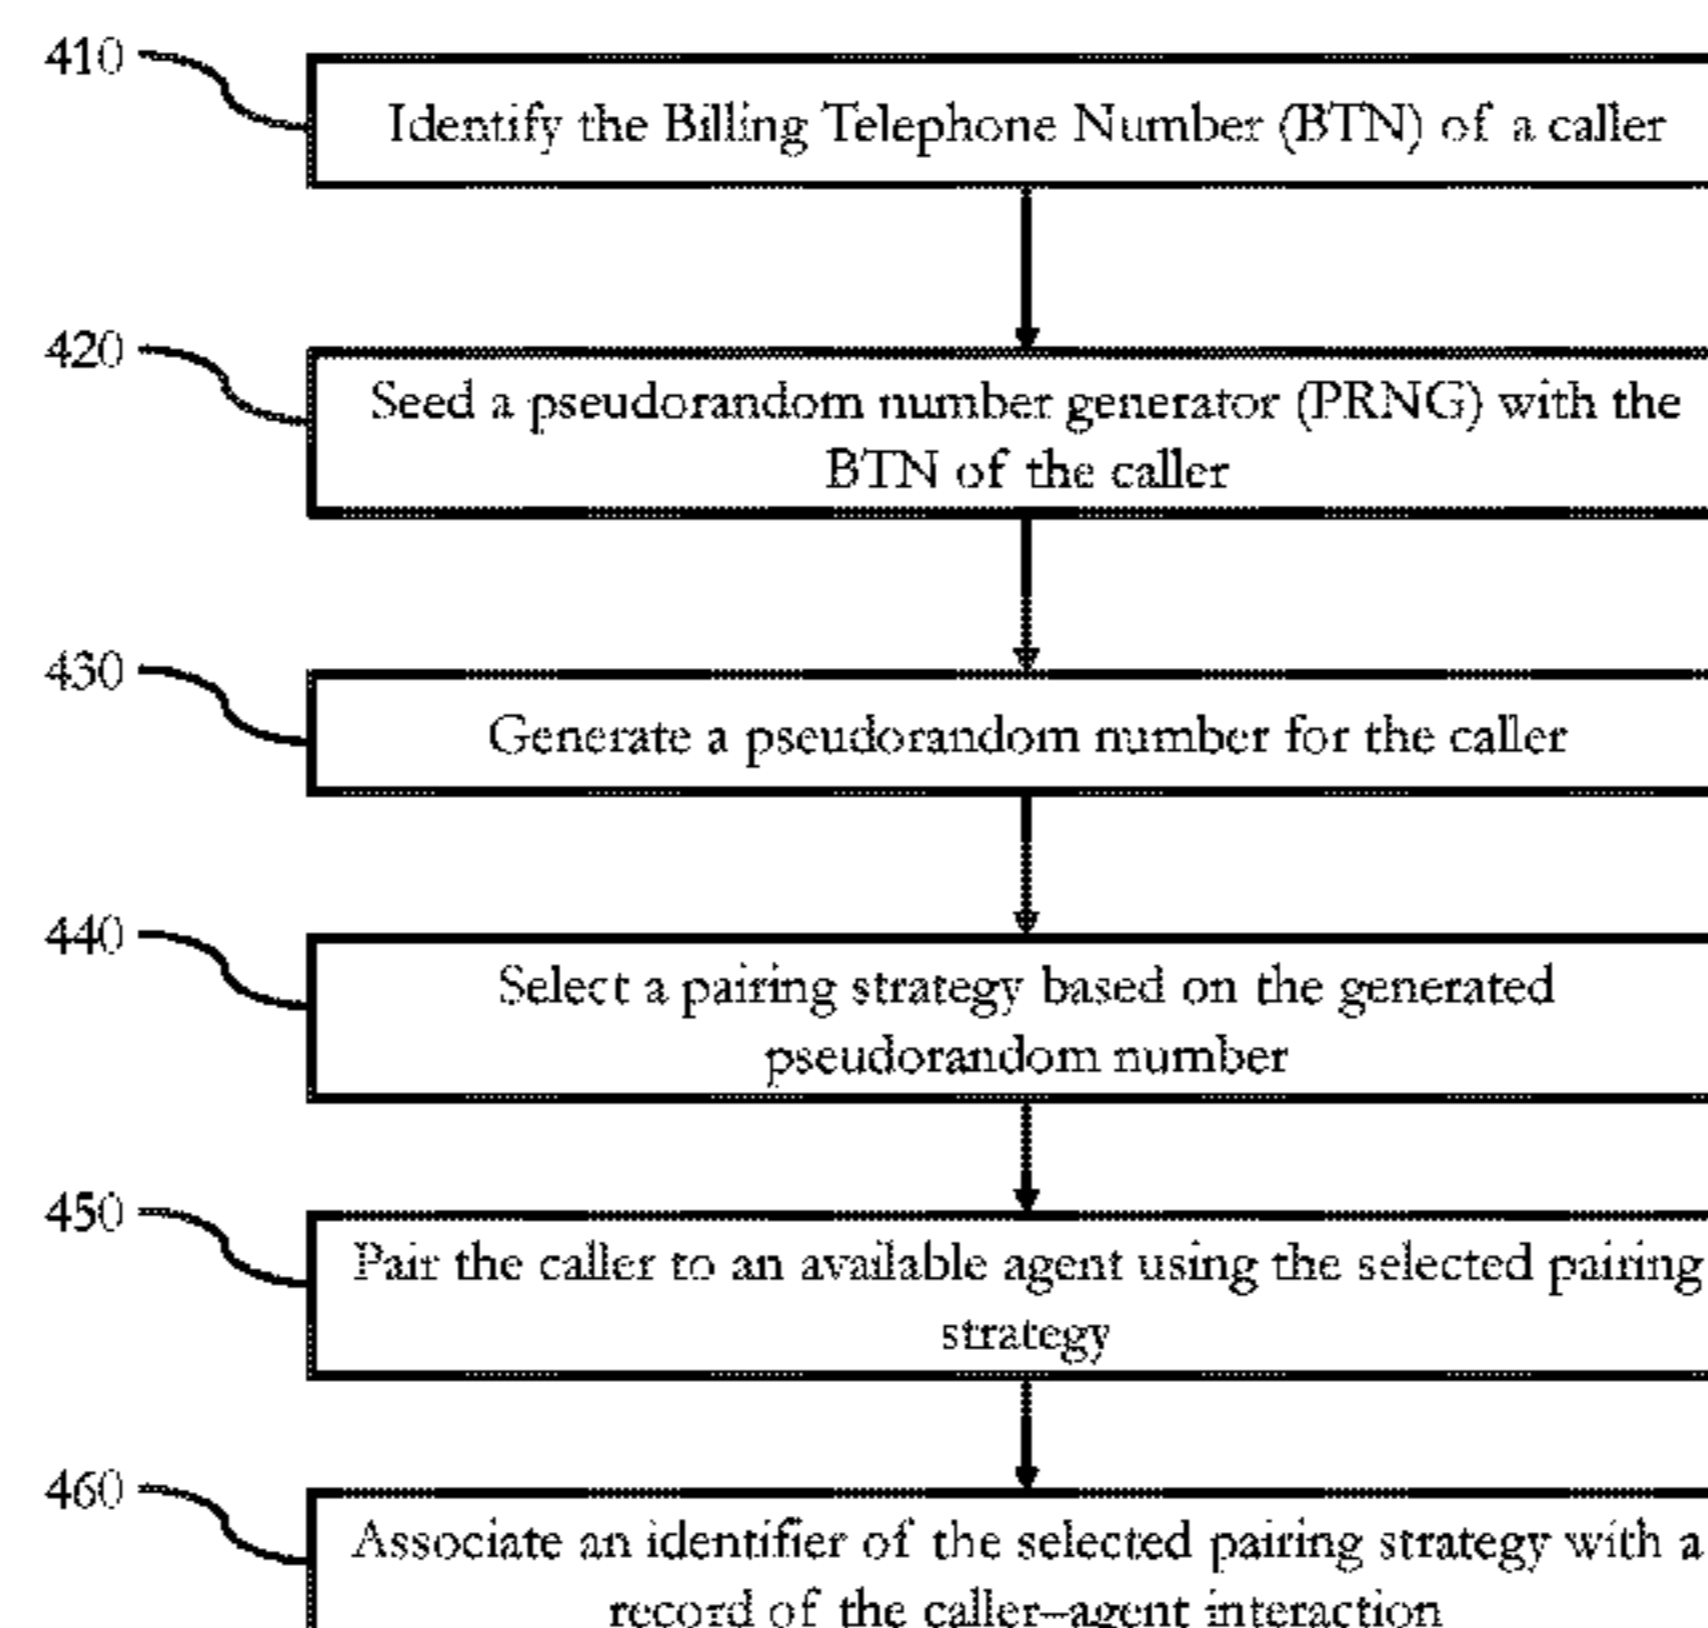 410
Identify the Billing Telephone Number (BTN) of a caller
420
Seed a pseudorandom number generator (PRNG) with the
BTN of the caller
430
Generate a pseudorandom number for the caller
440
Select a pairing strategy based on the generated
pseudorandom number
450
Pair the caller to an available agent using the selected pairing
strategy
460
Associate an identifier of the selected pairing strategy with a
record of the caller–agent interaction